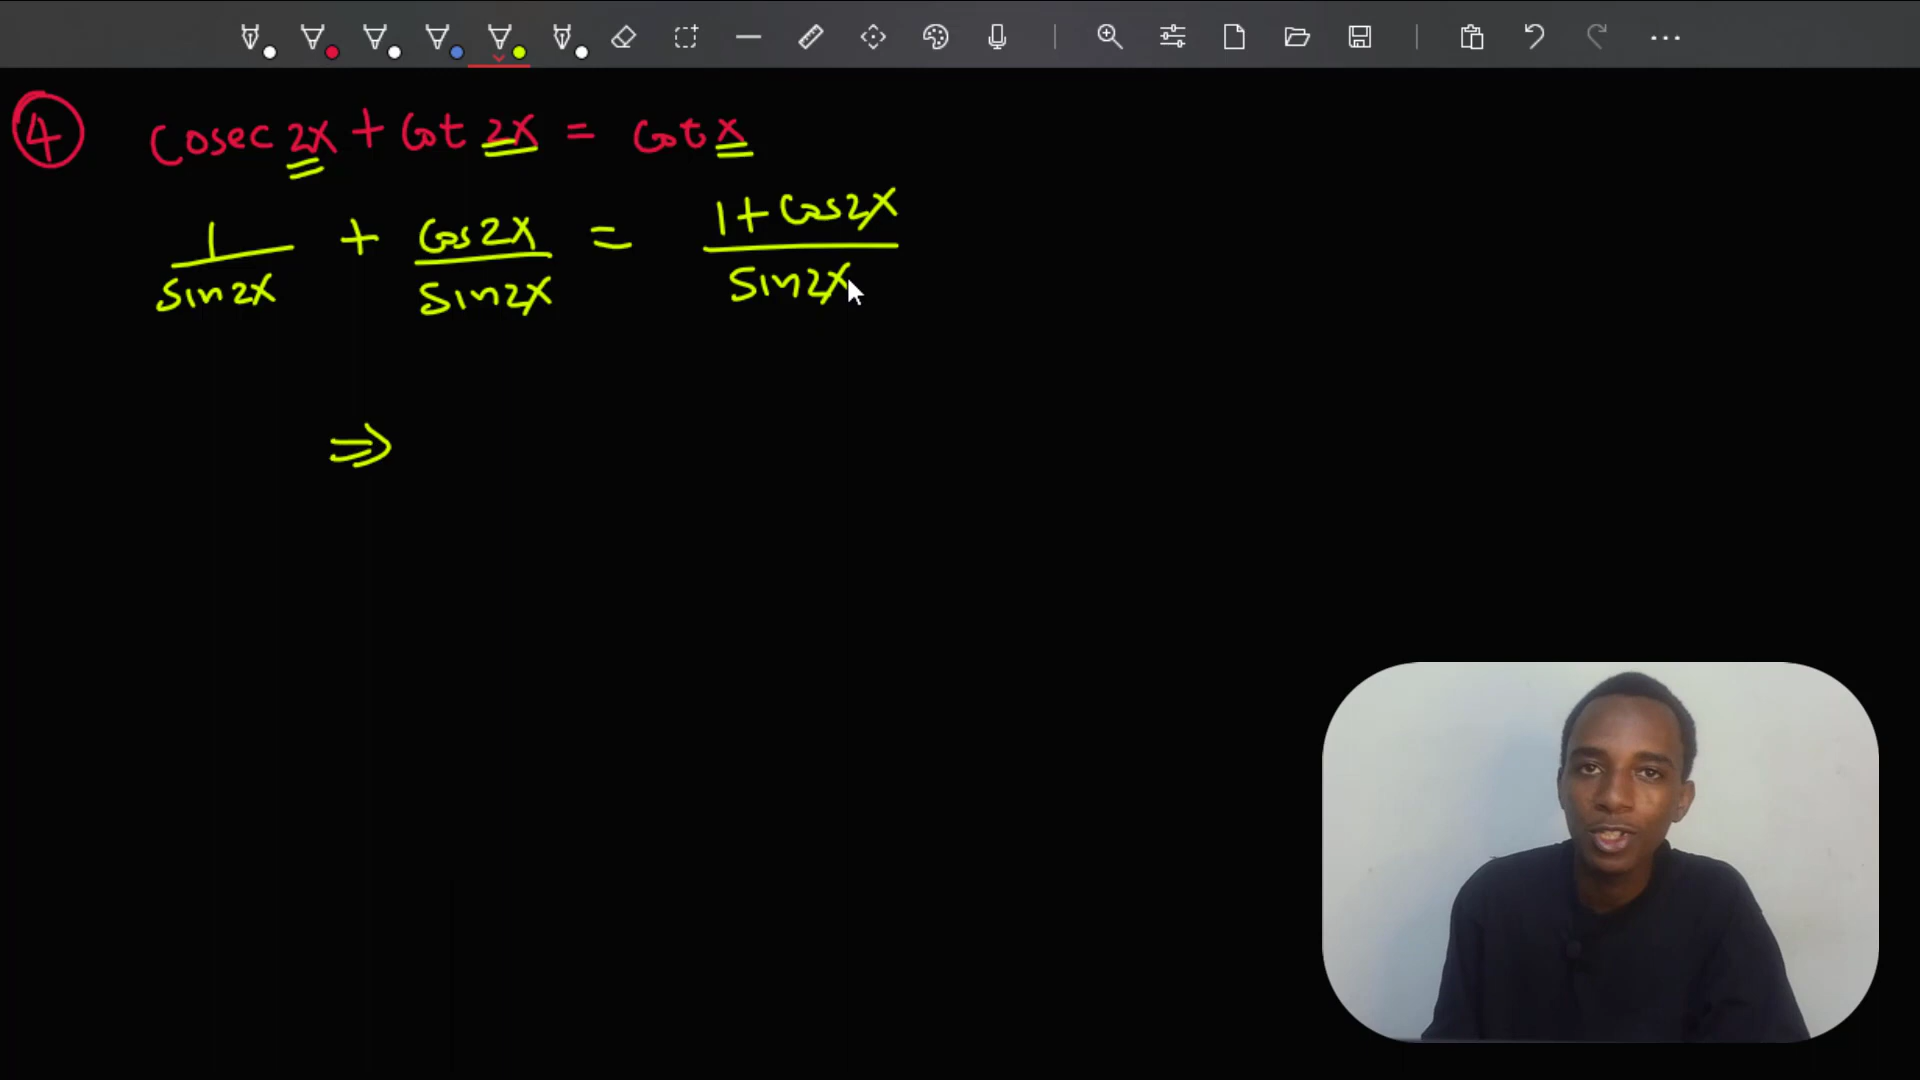 ④ Cosec 2x + Cot 2x = Cot x
1/sin2x + Cos2x/sin2x = 1 + Cos2x/sin2x
⇒